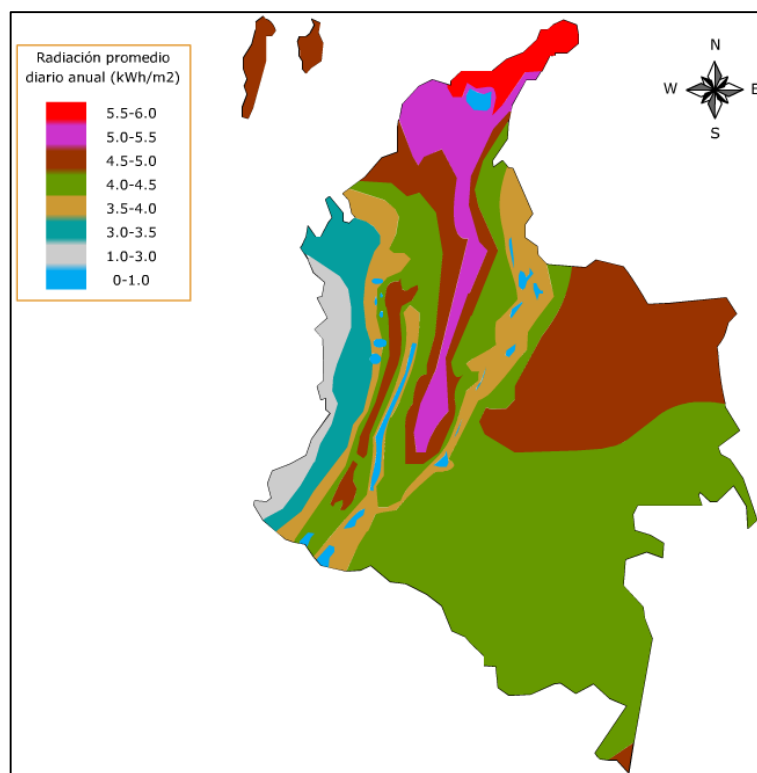 Radiación promedio
diario anual (kWh/m2)
5.5-6.0
5.0-5.5
4.5-5.0
4.0-4.5
3.5-4.0
3.0-3.5
1.0-3.0
0-1.0
N
W E
S